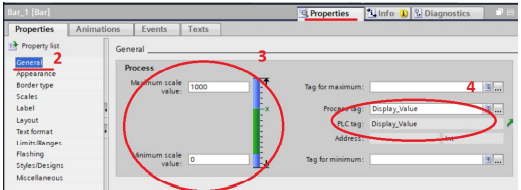 Bar_1 [Bar]
Properties
Info
Diagnostics
Properties
Animations
Events
Texts
Property list
General
General
2
Appearance
Border type
Scales
Label
Layout
Text format
Limits/Ranges
Flashing
Styles/Designs
Miscellaneous
Process
3
Maximum scale
value:
1000
Tag for maximum:
4
Process tag:
Display_Value
PLC tag:
Display_Value
Address:
Int
Minimum scale
value:
0
Tag for minimum: